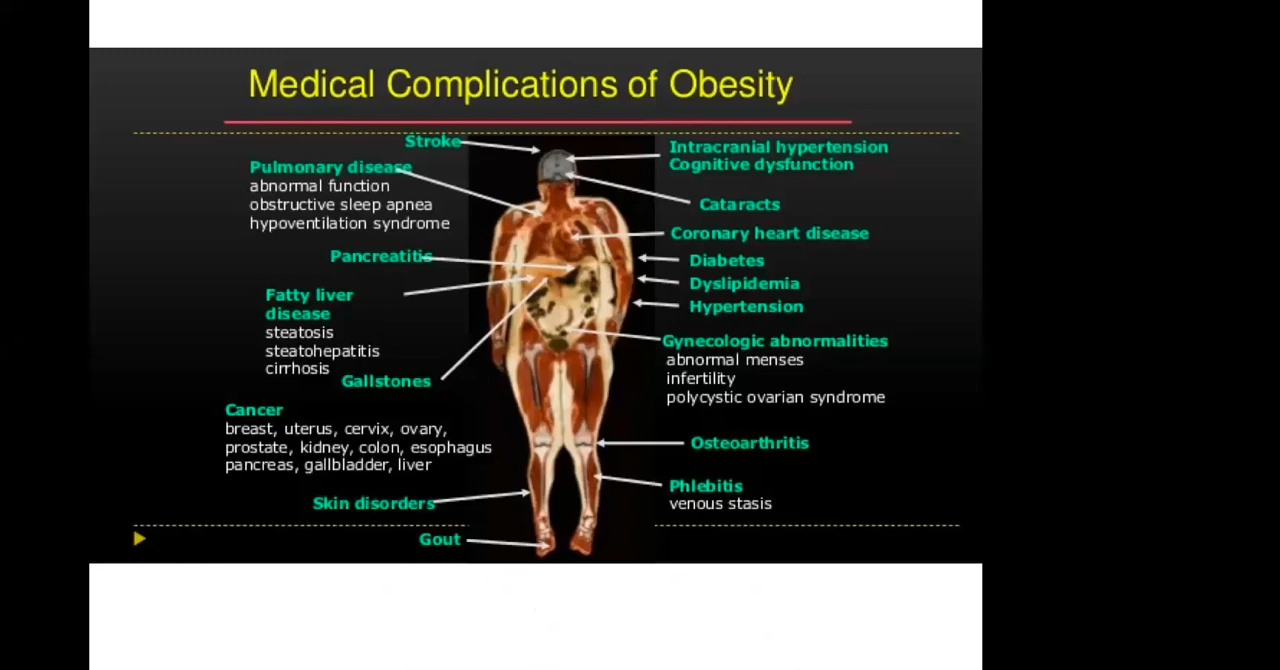 Medical Complications of Obesity
Stroke
Pulmonary disease
abnormal function
obstructive sleep apnea
hypoventilation syndrome
Pancreatitis
Fatty liver
disease
steatosis
steatohepatitis
cirrhosis
Gallstones
Cancer
breast, uterus, cervix, ovary,
prostate, kidney, colon, esophagus
pancreas, gallbladder, liver
Skin disorders
Gout
Intracranial hypertension
Cognitive dysfunction
Cataracts
Coronary heart disease
Diabetes
Dyslipidemia
Hypertension
Gynecologic abnormalities
abnormal menses
infertility
polycystic ovarian syndrome
Osteoarthritis
Phlebitis
venous stasis